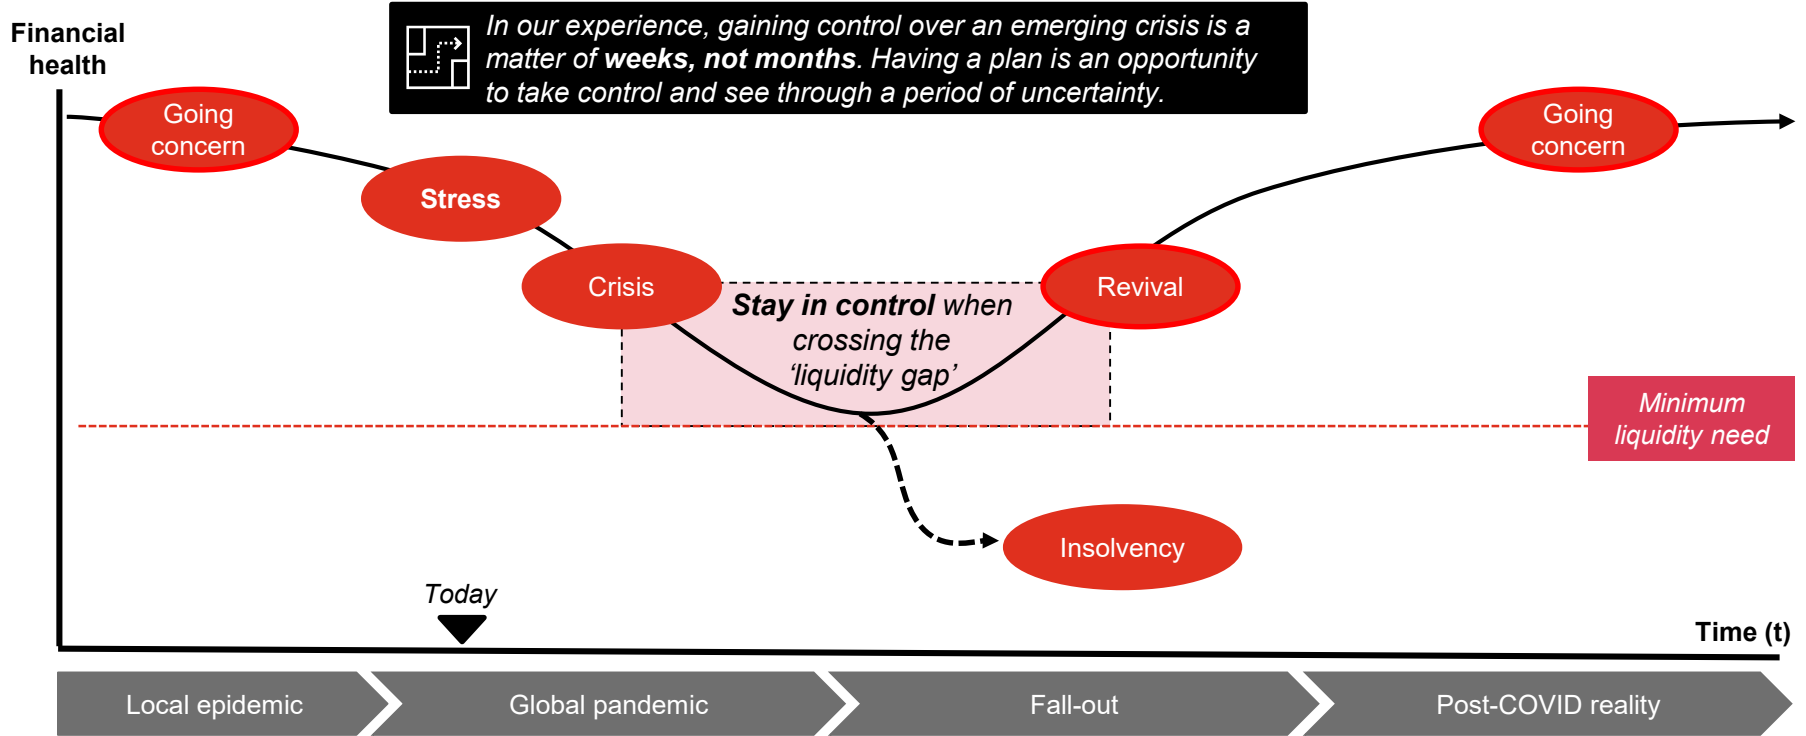 Financial
health
In our experience, gaining control over an emerging crisis is a
matter of weeks, not months. Having a plan is an opportunity
to take control and see through a period of uncertainty.
Going
concern
Going
concern
Stress
Crisis
Revival
Stay in control when
crossing the
‘liquidity gap’
Minimum
liquidity need
Insolvency
Today
Time (t)
Local epidemic
Global pandemic
Fall-out
Post-COVID reality